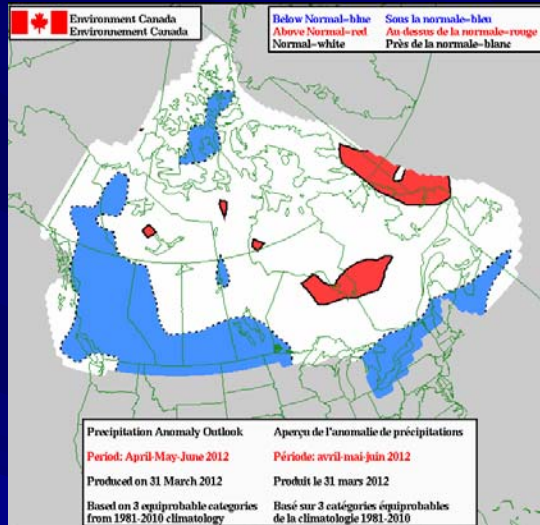 Environment Canada
Environnement Canada
Below Normal=blue
Above Normal=red
Normal=white
Sous la normale=bleu
Au-dessus de la normale=rouge
Près de la normale=blanc
Precipitation Anomaly Outlook
Period: April-May-June 2012
Produced on 31 March 2012
Based on 3 equiprobable categories
from 1981-2010 climatology
Aperçu de l'anomalie de précipitations
Période: avril-mai-juin 2012
Produit le 31 mars 2012
Basé sur 3 catégories équiprobables
de la climatologie 1981-2010